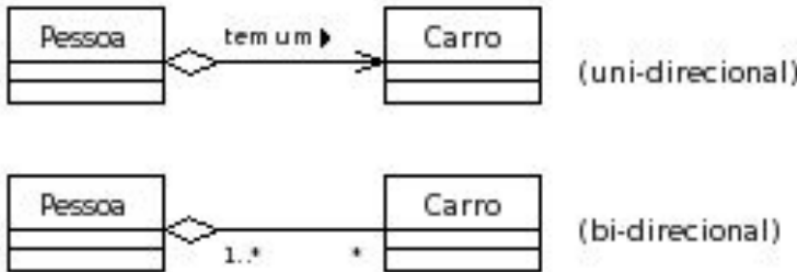 Pessoa tem um Carro
(uni-direcional)
Pessoa Carro
(bi-direcional)
1..* *